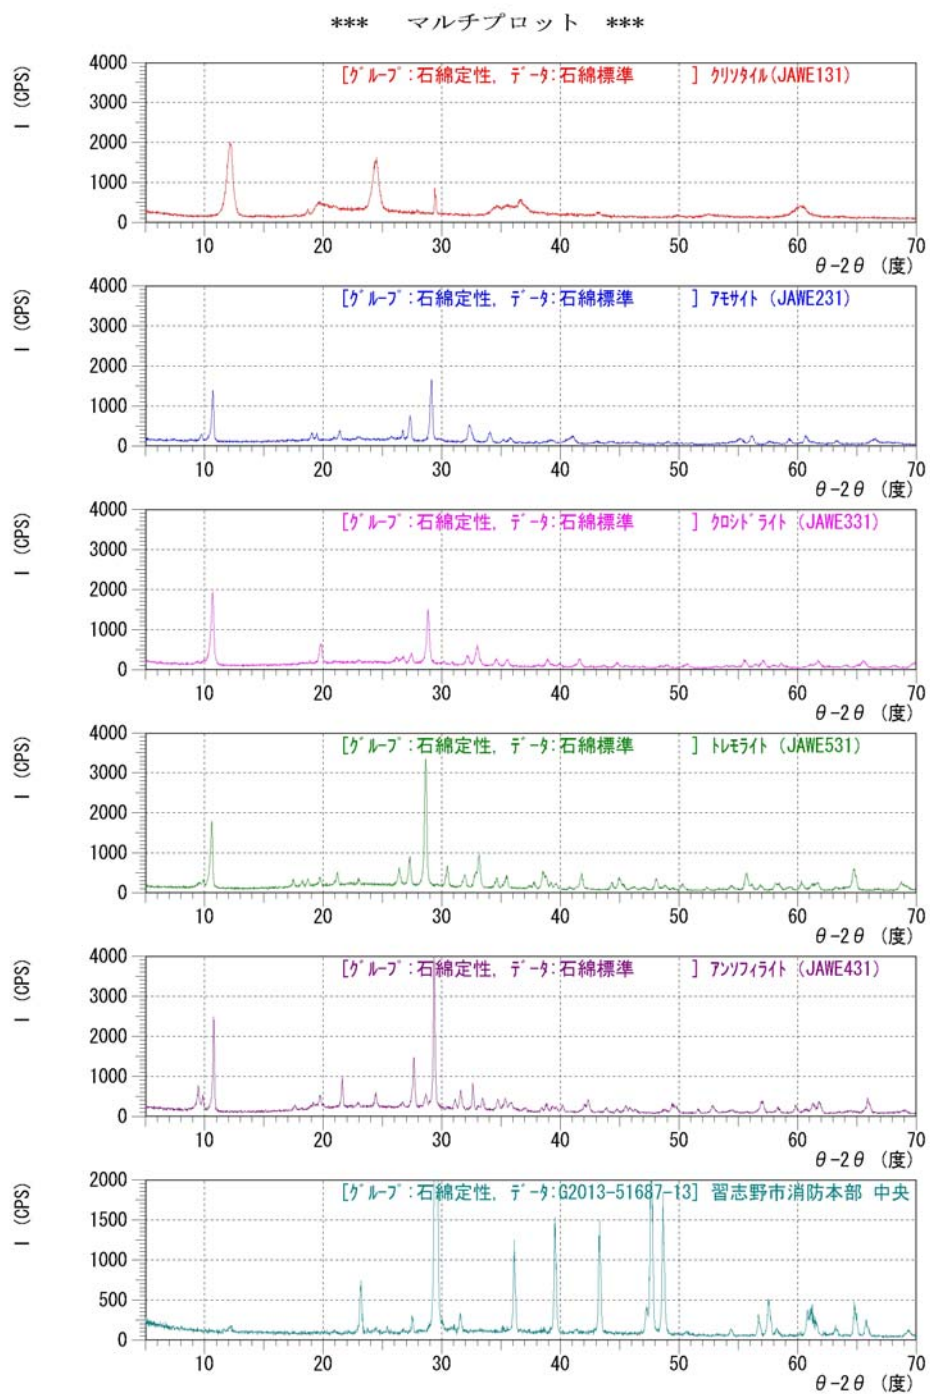 *** マルチプロット ***
I (CPS)
4000
[ｸﾞﾙｰﾌﾟ:石綿定性, ﾃﾞｰﾀ:石綿標準 ] ｸﾘｿﾀｲﾙ(JAWE131)
3000
2000
1000
0
10 20 30 40 50 60 70
θ-2θ (度)
I (CPS)
4000
[ｸﾞﾙｰﾌﾟ:石綿定性, ﾃﾞｰﾀ:石綿標準 ] ｱﾓｻｲﾄ (JAWE231)
3000
2000
1000
0
10 20 30 40 50 60 70
θ-2θ (度)
I (CPS)
4000
[ｸﾞﾙｰﾌﾟ:石綿定性, ﾃﾞｰﾀ:石綿標準 ] ｸﾛｼﾄﾞﾗｲﾄ (JAWE331)
3000
2000
1000
0
10 20 30 40 50 60 70
θ-2θ (度)
I (CPS)
4000
[ｸﾞﾙｰﾌﾟ:石綿定性, ﾃﾞｰﾀ:石綿標準 ] ﾄﾚﾓﾗｲﾄ (JAWE531)
3000
2000
1000
0
10 20 30 40 50 60 70
θ-2θ (度)
I (CPS)
4000
[ｸﾞﾙｰﾌﾟ:石綿定性, ﾃﾞｰﾀ:石綿標準 ] ｱﾝｿﾌｨﾗｲﾄ (JAWE431)
3000
2000
1000
0
10 20 30 40 50 60 70
θ-2θ (度)
I (CPS)
2000
[ｸﾞﾙｰﾌﾟ:石綿定性, ﾃﾞｰﾀ:G2013-51687-13] 習志野市消防本部 中央
1500
1000
500
0
10 20 30 40 50 60 70
θ-2θ (度)